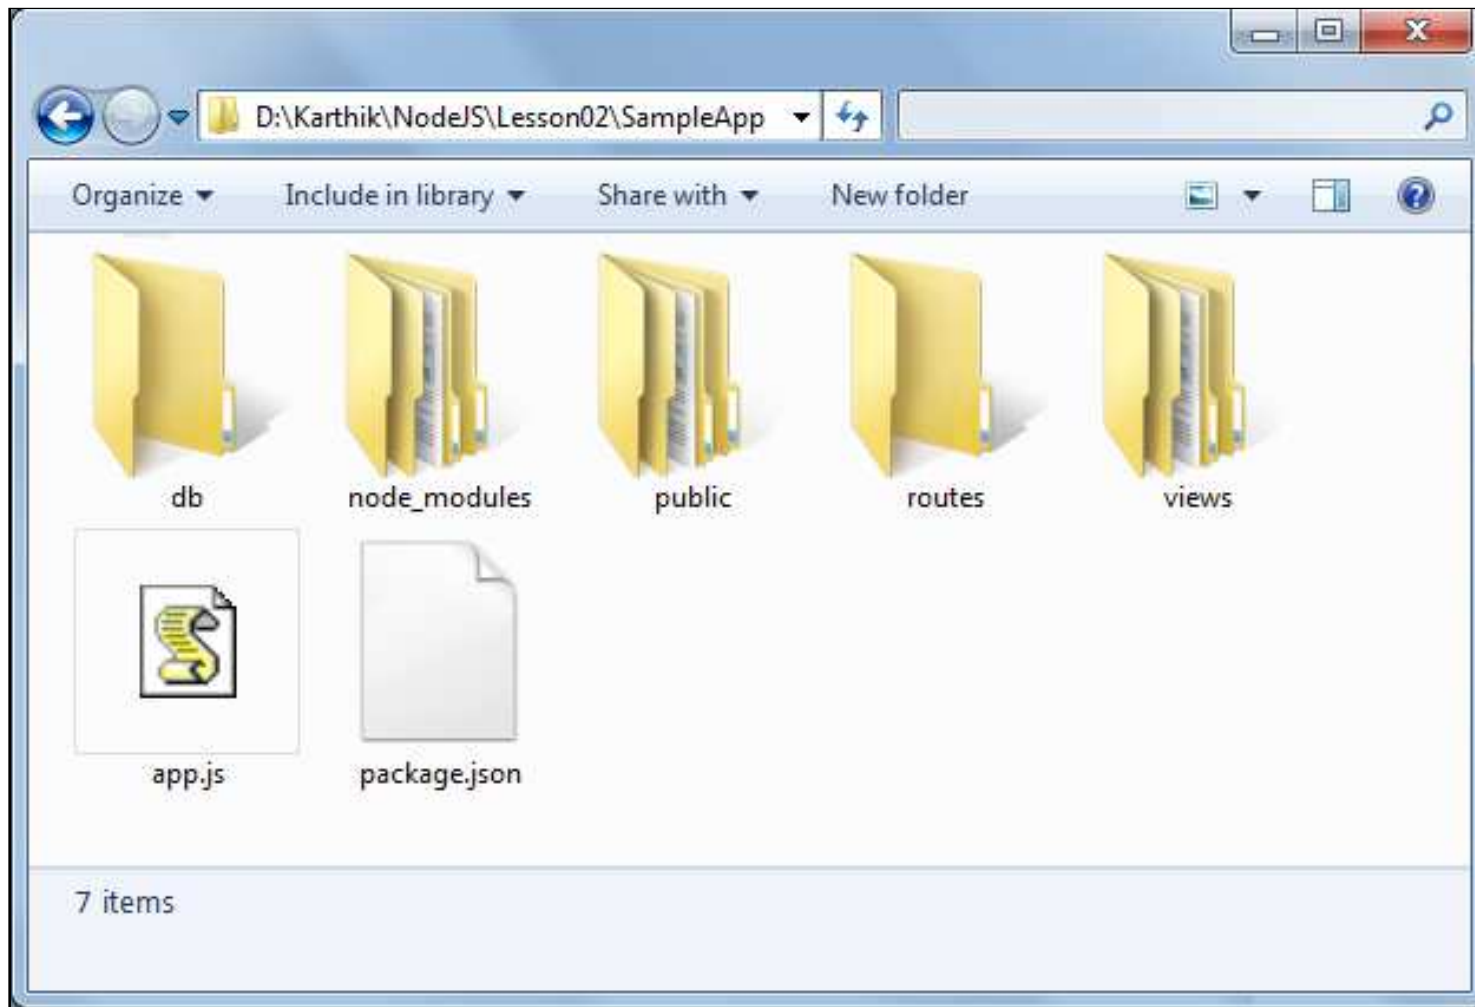 D:\Karthik\NodeJS\Lesson02\SampleApp
Organize Include in library Share with New folder
db node_modules public routes views
app.js package.json
7 items